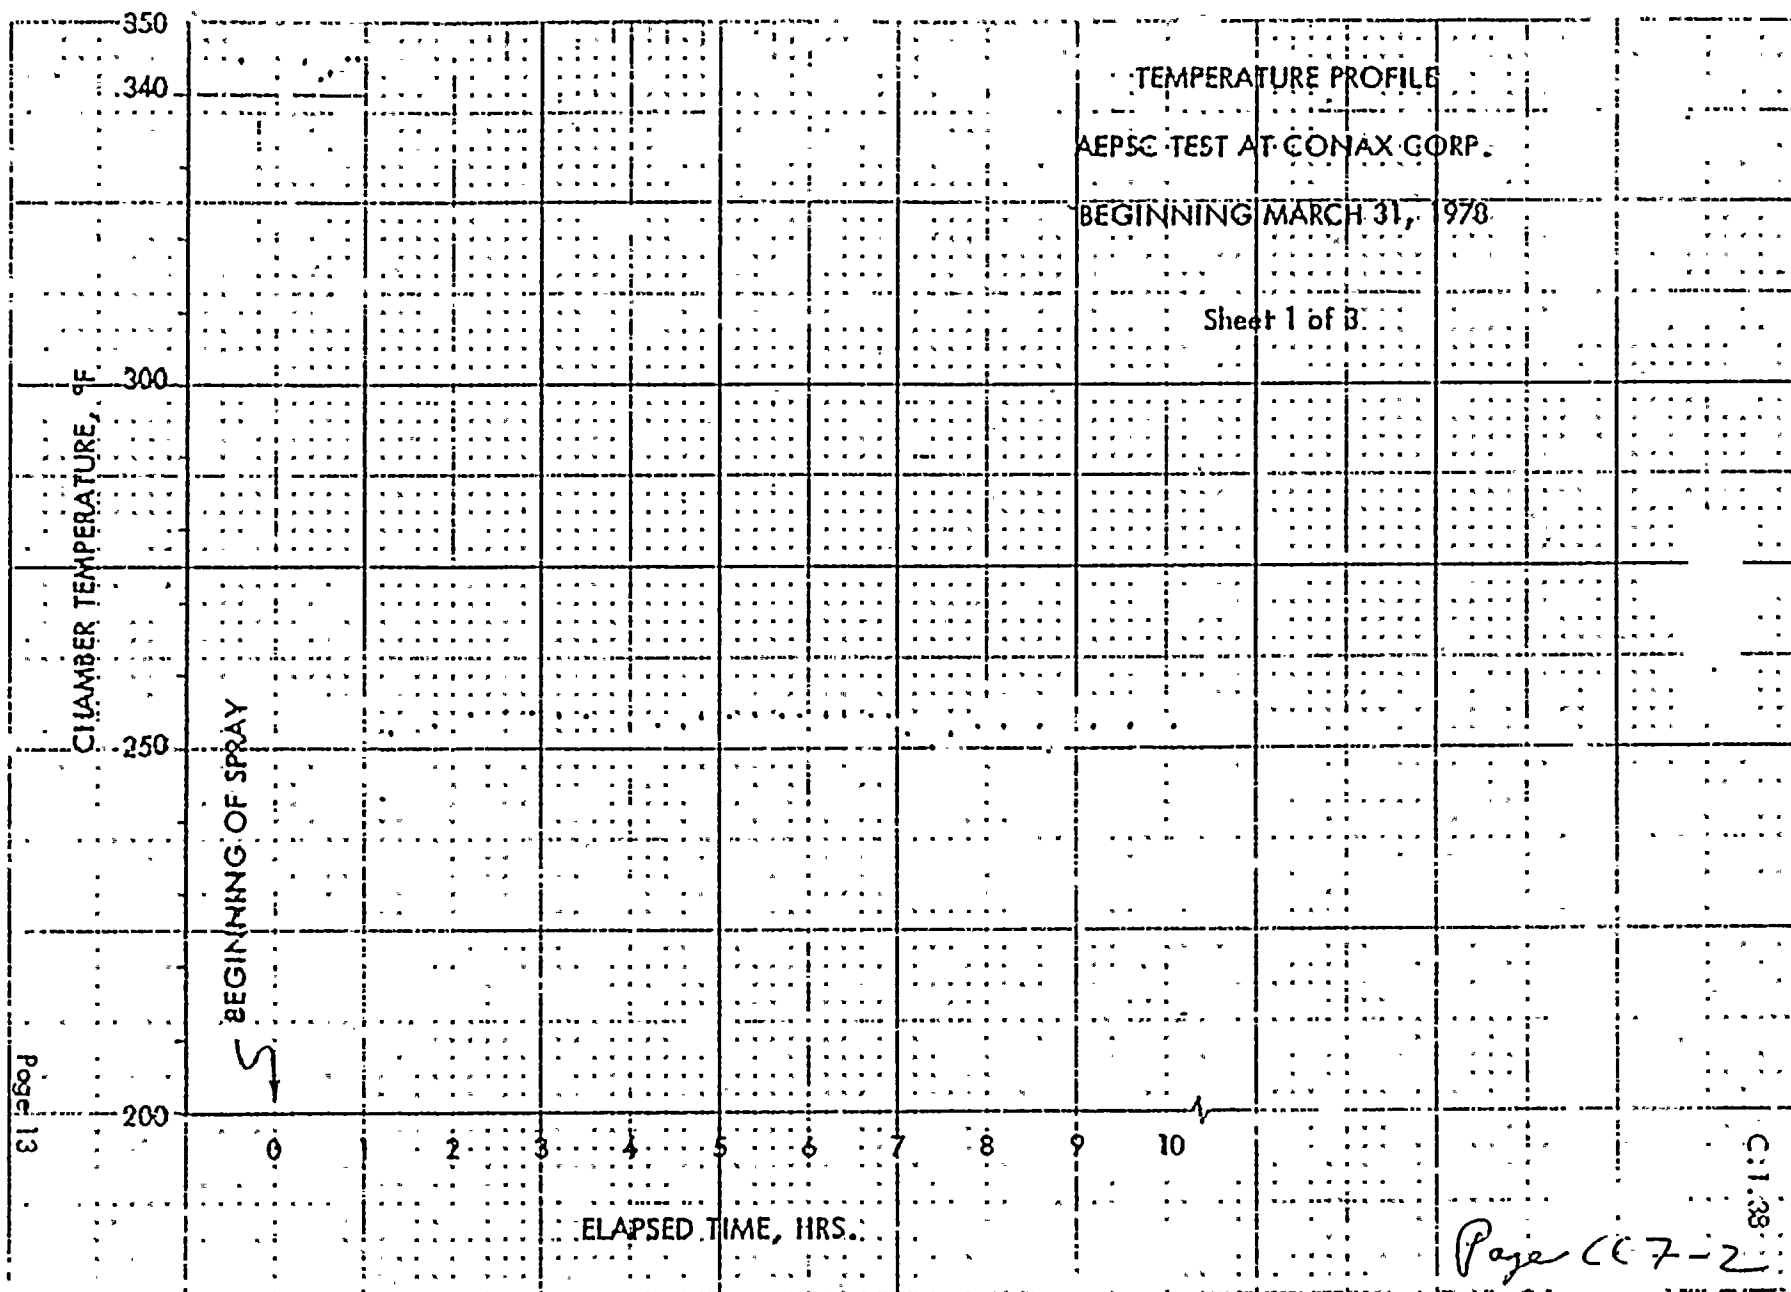 TEMPERATURE PROFILE
AEPSC TEST AT CONAX CORP.
BEGINNING MARCH 31, 1978
Sheet 1 of 3
CHAMBER TEMPERATURE, °F
350
340
300
250
200
BEGINNING OF SPRAY
0 1 2 3 4 5 6 7 8 9 10
ELAPSED TIME, HRS.
Page 13
C:1.38
Page CC7-2